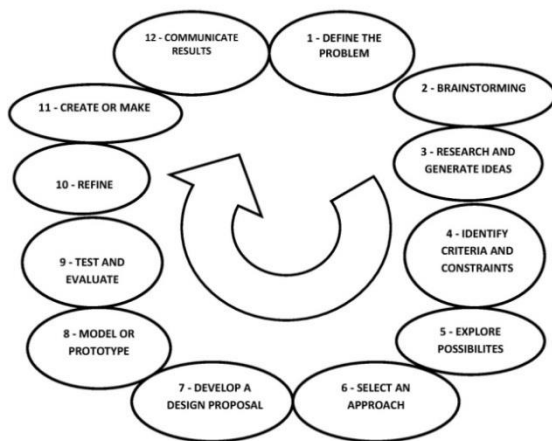 1 - DEFINE THE
PROBLEM
2 - BRAINSTORMING
3 - RESEARCH AND
GENERATE IDEAS
4 - IDENTIFY
CRITERIA AND
CONSTRAINTS
5 - EXPLORE
POSSIBILITES
6 - SELECT AN
APPROACH
7 - DEVELOP A
DESIGN PROPOSAL
8 - MODEL OR
PROTOTYPE
9 - TEST AND
EVALUATE
10 - REFINE
11 - CREATE OR MAKE
12 - COMMUNICATE
RESULTS